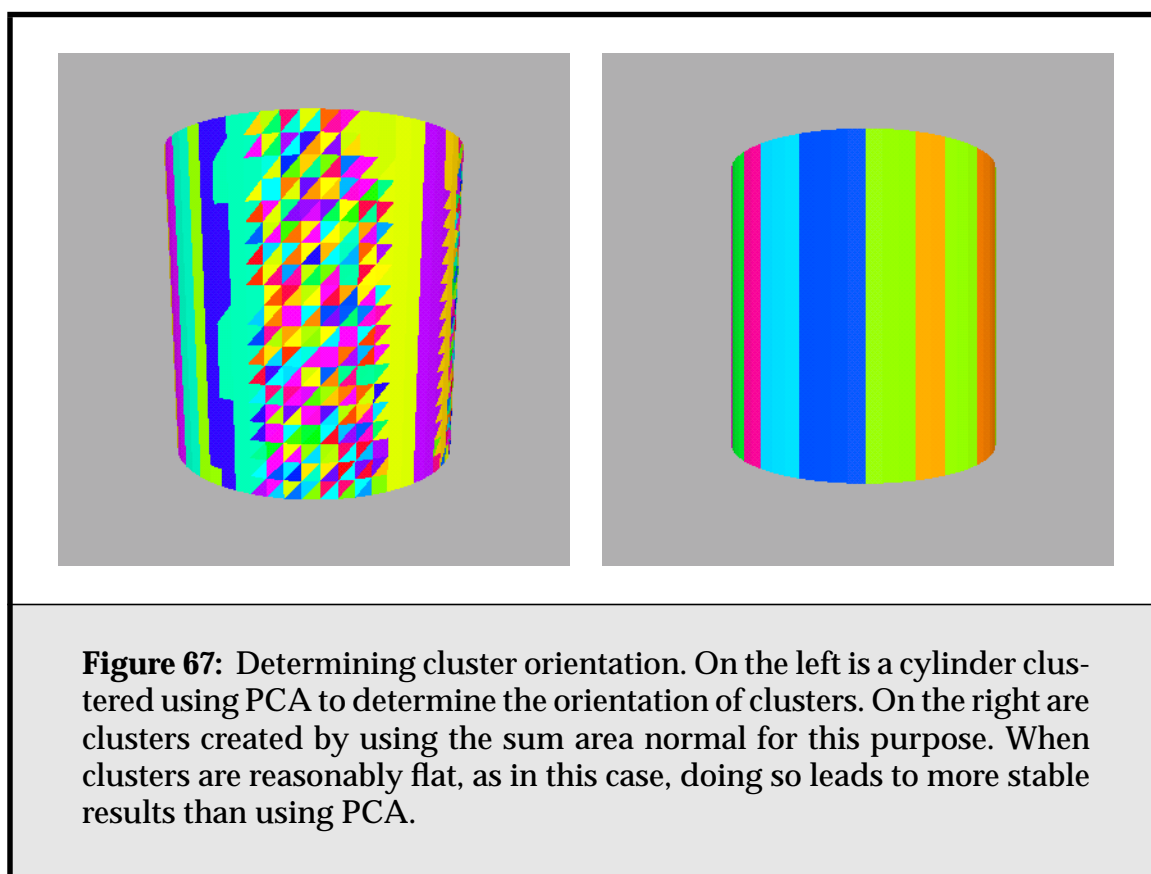 Figure 67: Determining cluster orientation. On the left is a cylinder clus-
tered using PCA to determine the orientation of clusters. On the right are
clusters created by using the sum area normal for this purpose. When
clusters are reasonably flat, as in this case, doing so leads to more stable
results than using PCA.